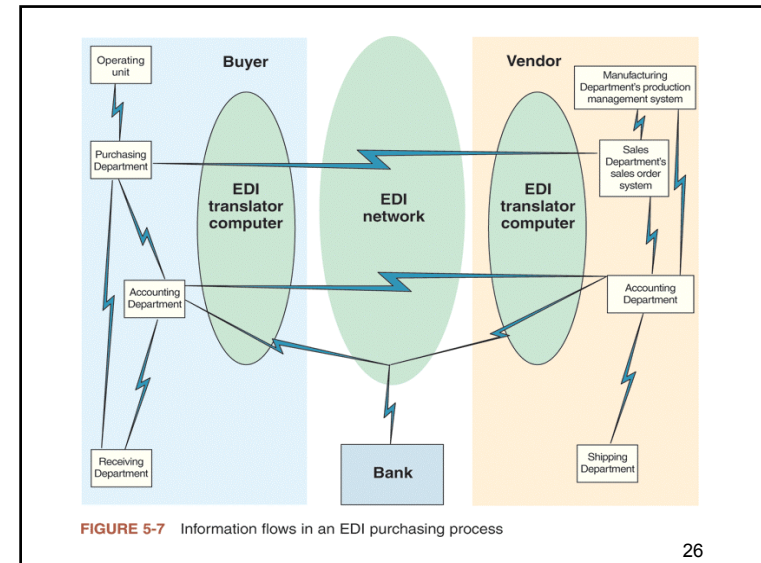 Operating
unit
Buyer
Vendor
Manufacturing
Department's production
management system
Purchasing
Department
Sales
Department's
sales order
system
EDI
translator
computer
EDI
network
EDI
translator
computer
Accounting
Department
Accounting
Department
Receiving
Department
Bank
Shipping
Department
FIGURE 5-7 Information flows in an EDI purchasing process
26